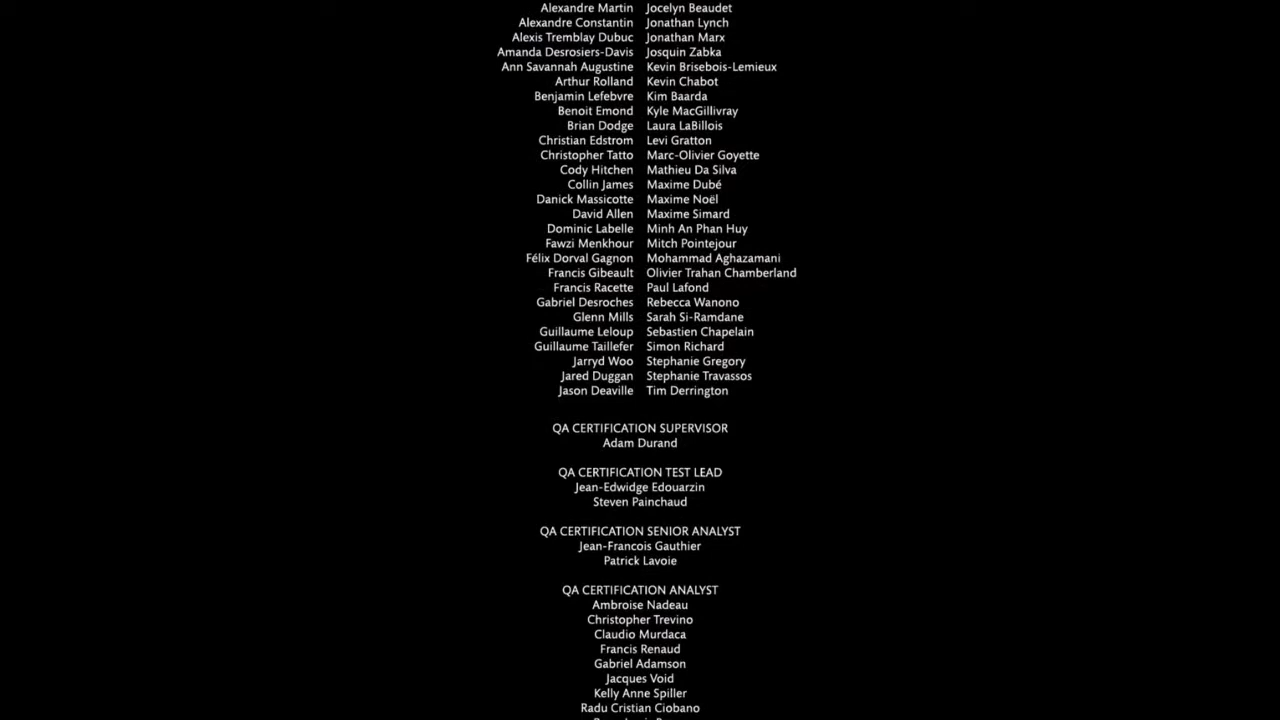 Alexandre Martin Jocelyn Beaudet
Alexandre Constantin Jonathan Lynch
Alexis Tremblay Dubuc Jonathan Marx
Amanda Desrosiers-Davis Josquin Zabka
Ann Savannah Augustine Kevin Brisebois-Lemieux
Arthur Rolland Kevin Chabot
Benjamin Lefebvre Kim Baarda
Benoit Emond Kyle MacGillivray
Brian Dodge Laura LaBillois
Christian Edstrom Levi Gratton
Christopher Tatto Marc-Olivier Goyette
Cody Hitchen Mathieu Da Silva
Collin James Maxime Dubé
Danick Massicotte Maxime Noël
David Allen Maxime Simard
Dominic Labelle Minh An Phan Huy
Fawzi Menkhour Mitch Pointejour
Félix Dorval Gagnon Mohammad Aghazamani
Francis Gibeault Olivier Trahan Chamberland
Francis Racette Paul Lafond
Gabriel Desroches Rebecca Wanono
Glenn Mills Sarah Si-Ramdane
Guillaume Leloup Sebastien Chapelain
Guillaume Taillefer Simon Richard
Jarryd Woo Stephanie Gregory
Jared Duggan Stephanie Travassos
Jason Deaville Tim Derrington
QA CERTIFICATION SUPERVISOR
Adam Durand
QA CERTIFICATION TEST LEAD
Jean-Edwidge Edouarzin
Steven Painchaud
QA CERTIFICATION SENIOR ANALYST
Jean-Francois Gauthier
Patrick Lavoie
QA CERTIFICATION ANALYST
Ambroise Nadeau
Christopher Trevino
Claudio Murdaca
Francis Renaud
Gabriel Adamson
Jacques Void
Kelly Anne Spiller
Radu Cristian Ciobano